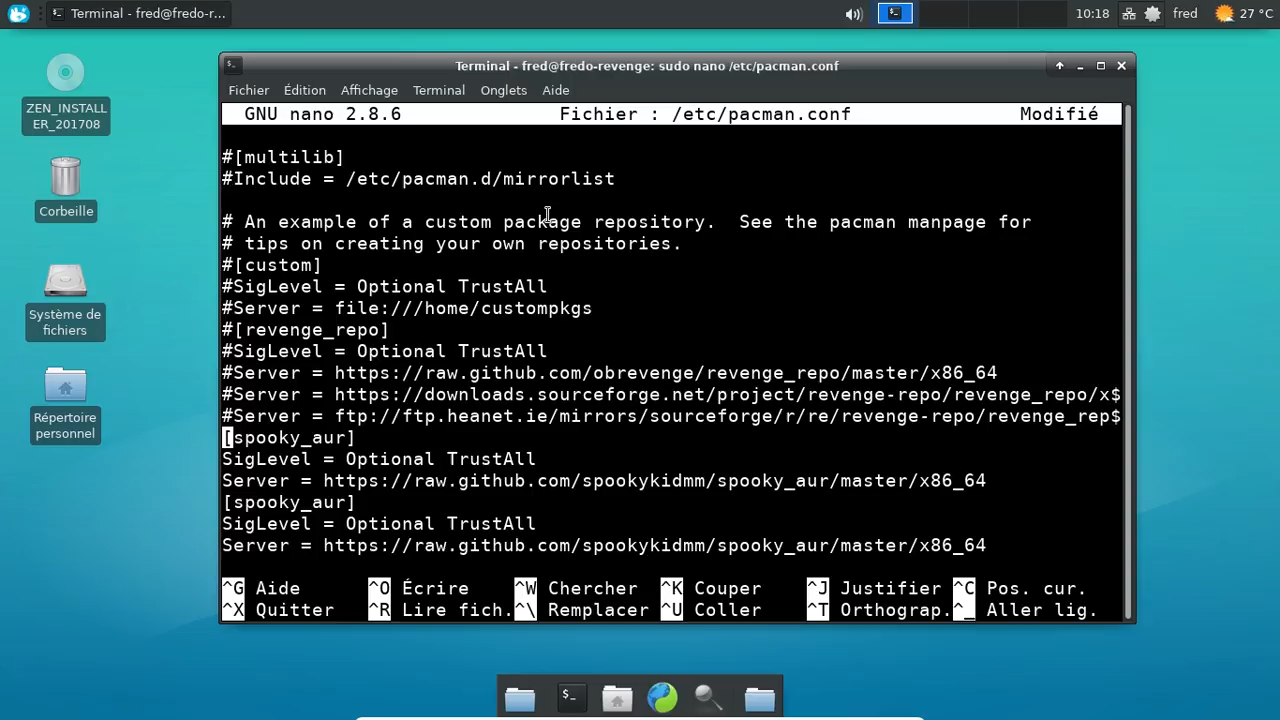 Terminal - fred@fredo-r...
10:18
fred
27 °C
ZEN_INSTALL
ER_201708
Corbeille
Système de
fichiers
Répertoire
personnel
Terminal - fred@fredo-revenge: sudo nano /etc/pacman.conf
Fichier Édition Affichage Terminal Onglets Aide
GNU nano 2.8.6 Fichier : /etc/pacman.conf Modifié
#[multilib]
#Include = /etc/pacman.d/mirrorlist
# An example of a custom package repository.  See the pacman manpage for
# tips on creating your own repositories.
#[custom]
#SigLevel = Optional TrustAll
#Server = file:///home/custompkgs
#[revenge_repo]
#SigLevel = Optional TrustAll
#Server = https://raw.github.com/obrevenge/revenge_repo/master/x86_64
#Server = https://downloads.sourceforge.net/project/revenge-repo/revenge_repo/x$
#Server = ftp://ftp.heanet.ie/mirrors/sourceforge/r/re/revenge-repo/revenge_rep$
[spooky_aur]
SigLevel = Optional TrustAll
Server = https://raw.github.com/spookykidmm/spooky_aur/master/x86_64
[spooky_aur]
SigLevel = Optional TrustAll
Server = https://raw.github.com/spookykidmm/spooky_aur/master/x86_64
^G Aide ^O Écrire ^W Chercher ^K Couper ^J Justifier ^C Pos. cur.
^X Quitter ^R Lire fich. ^\ Remplacer ^U Coller ^T Orthograp. ^_ Aller lig.